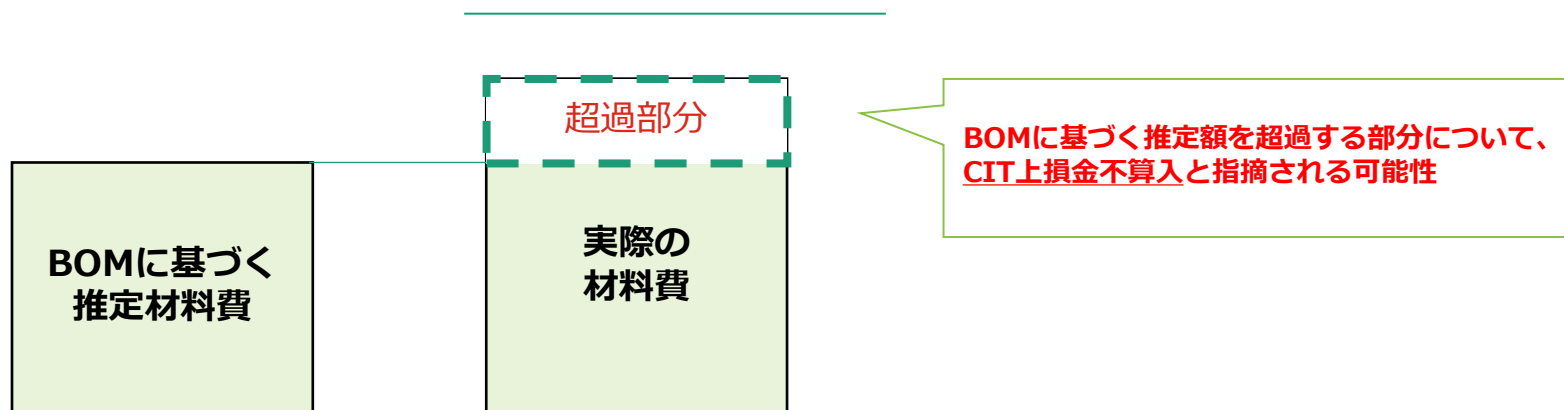 超過部分
BOMに基づく推定額を超過する部分について、
CIT上損金不算入と指摘される可能性
BOMに基づく
推定材料費
実際の
材料費